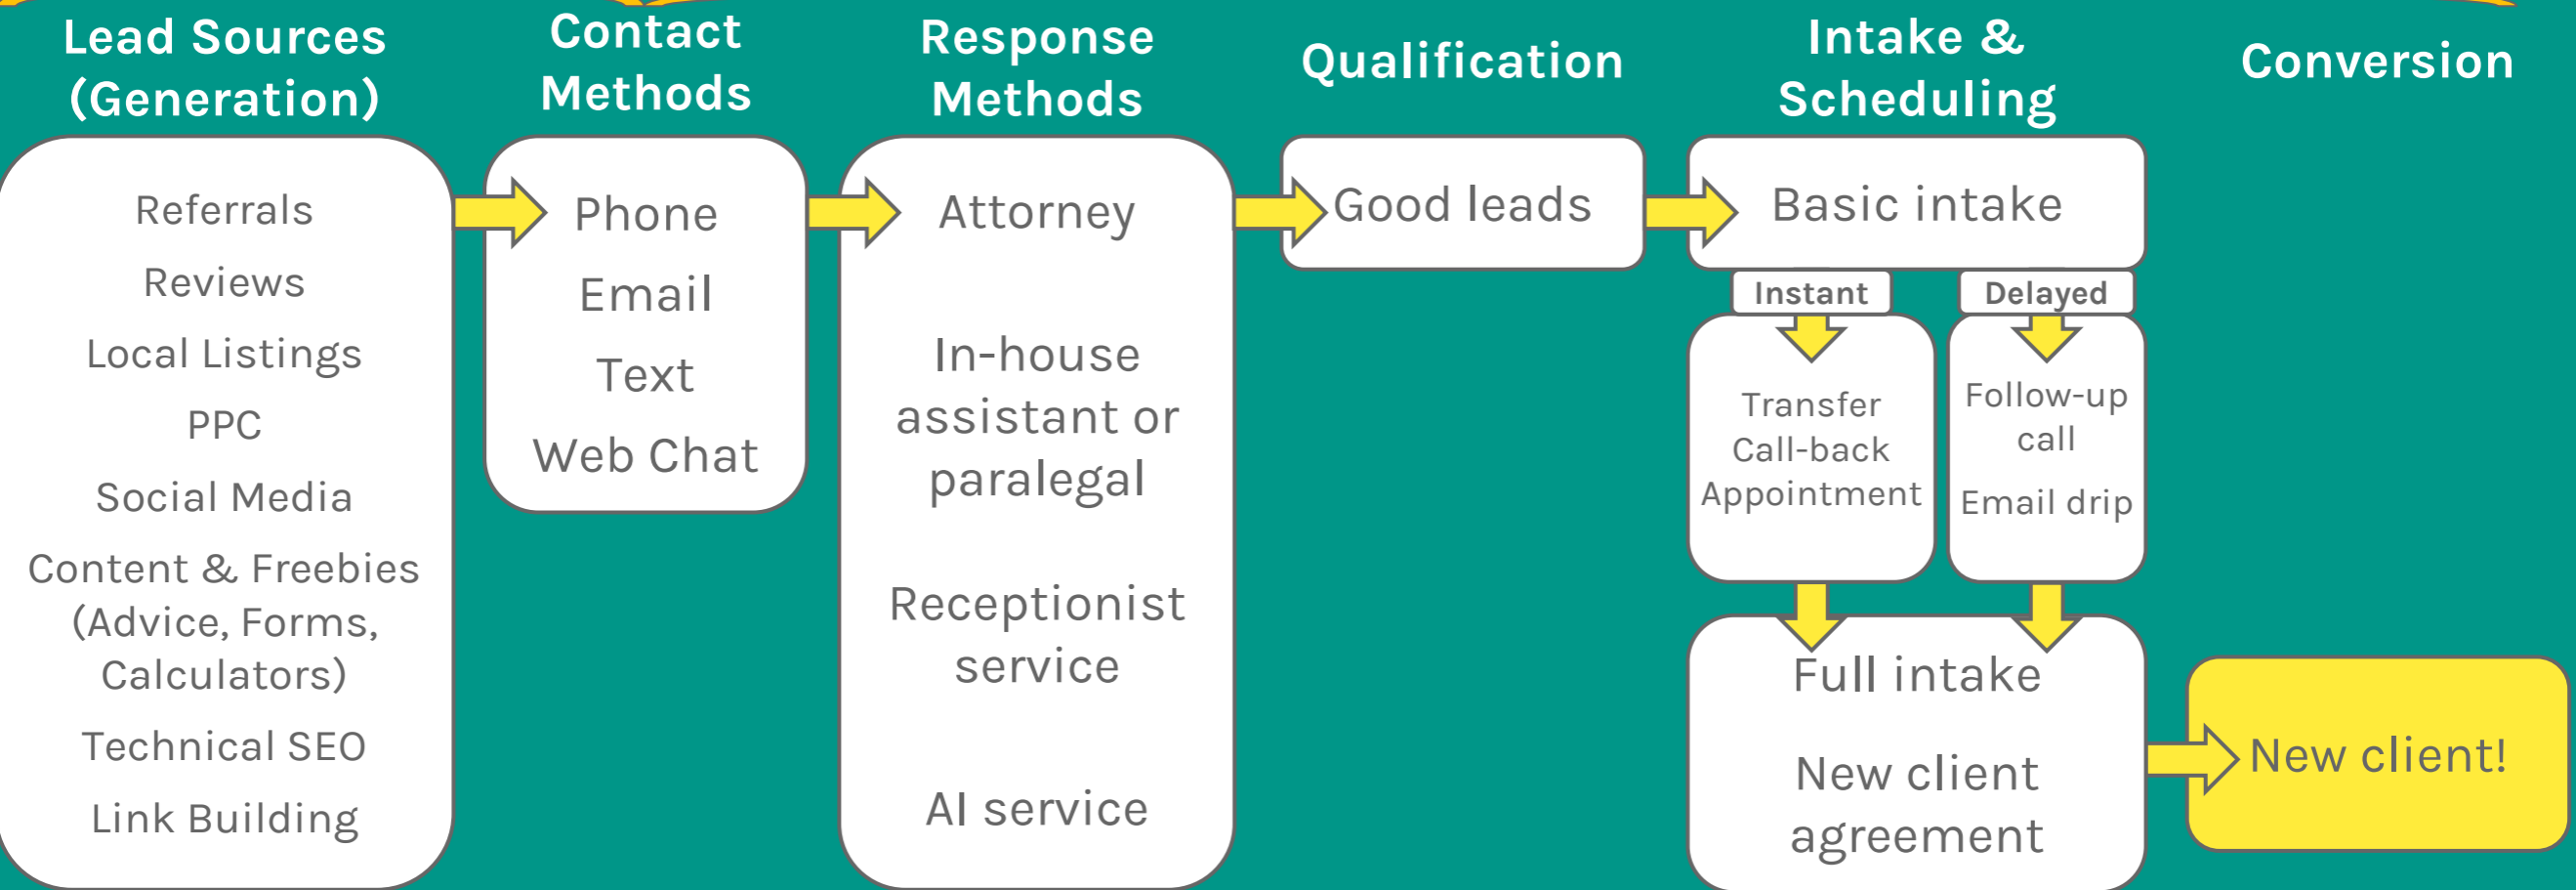 Lead Sources
(Generation)
Referrals
Reviews
Local Listings
PPC
Social Media
Content & Freebies
(Advice, Forms,
Calculators)
Technical SEO
Link Building
Contact
Methods
Phone
Email
Text
Web Chat
Response
Methods
Attorney
In-house
assistant or
paralegal
Receptionist
service
AI service
Qualification
Good leads
Intake &
Scheduling
Basic intake
Instant
Transfer
Call-back
Appointment
Delayed
Follow-up
call
Email drip
Full intake
New client
agreement
Conversion
New client!